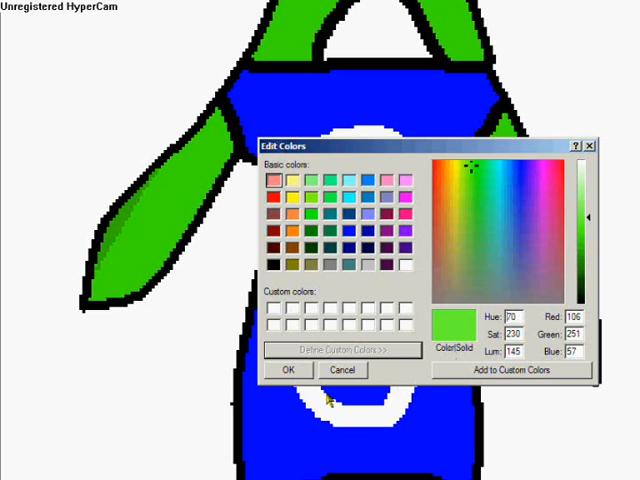 Unregistered HyperCam
Edit Colors
Basic colors:
Custom colors:
Define Custom Colors >>
OK Cancel
Color|Solid
Hue: 70 Red: 106
Sat: 230 Green: 251
Lum: 145 Blue: 57
Add to Custom Colors